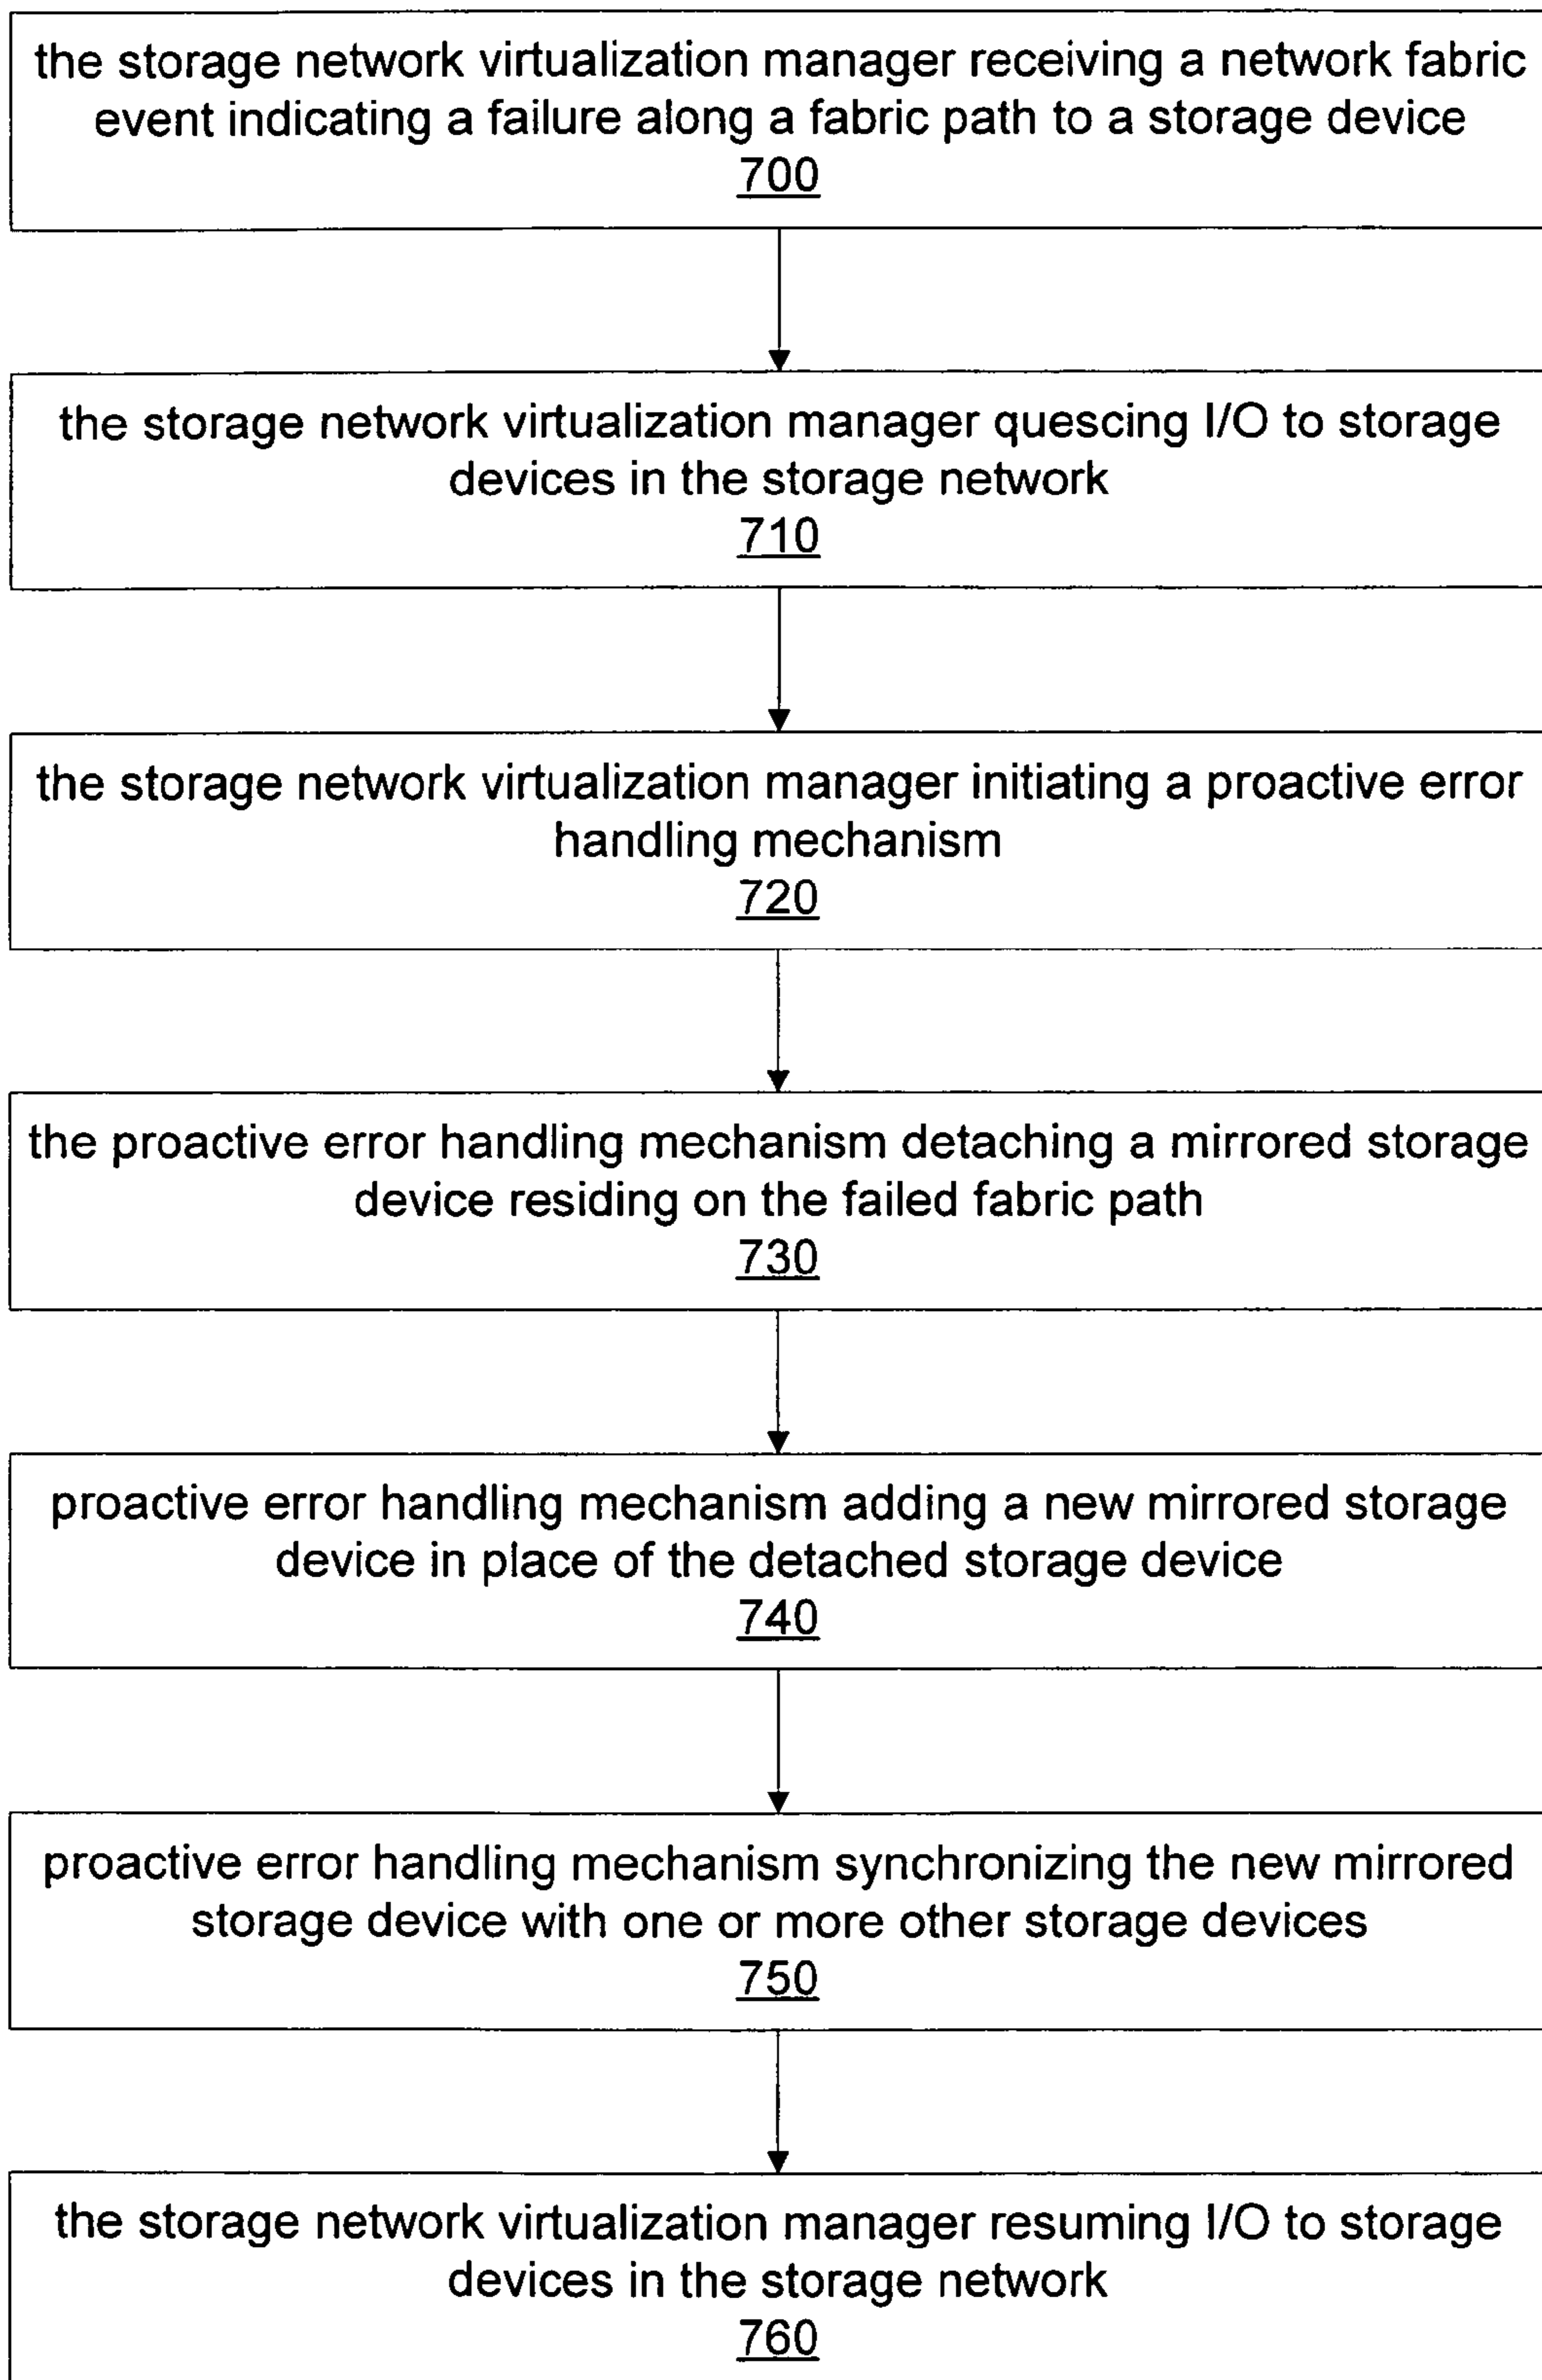 the storage network virtualization manager receiving a network fabric
event indicating a failure along a fabric path to a storage device
700
the storage network virtualization manager quescing I/O to storage
devices in the storage network
710
the storage network virtualization manager initiating a proactive error
handling mechanism
720
the proactive error handling mechanism detaching a mirrored storage
device residing on the failed fabric path
730
proactive error handling mechanism adding a new mirrored storage
device in place of the detached storage device
740
proactive error handling mechanism synchronizing the new mirrored
storage device with one or more other storage devices
750
the storage network virtualization manager resuming I/O to storage
devices in the storage network
760